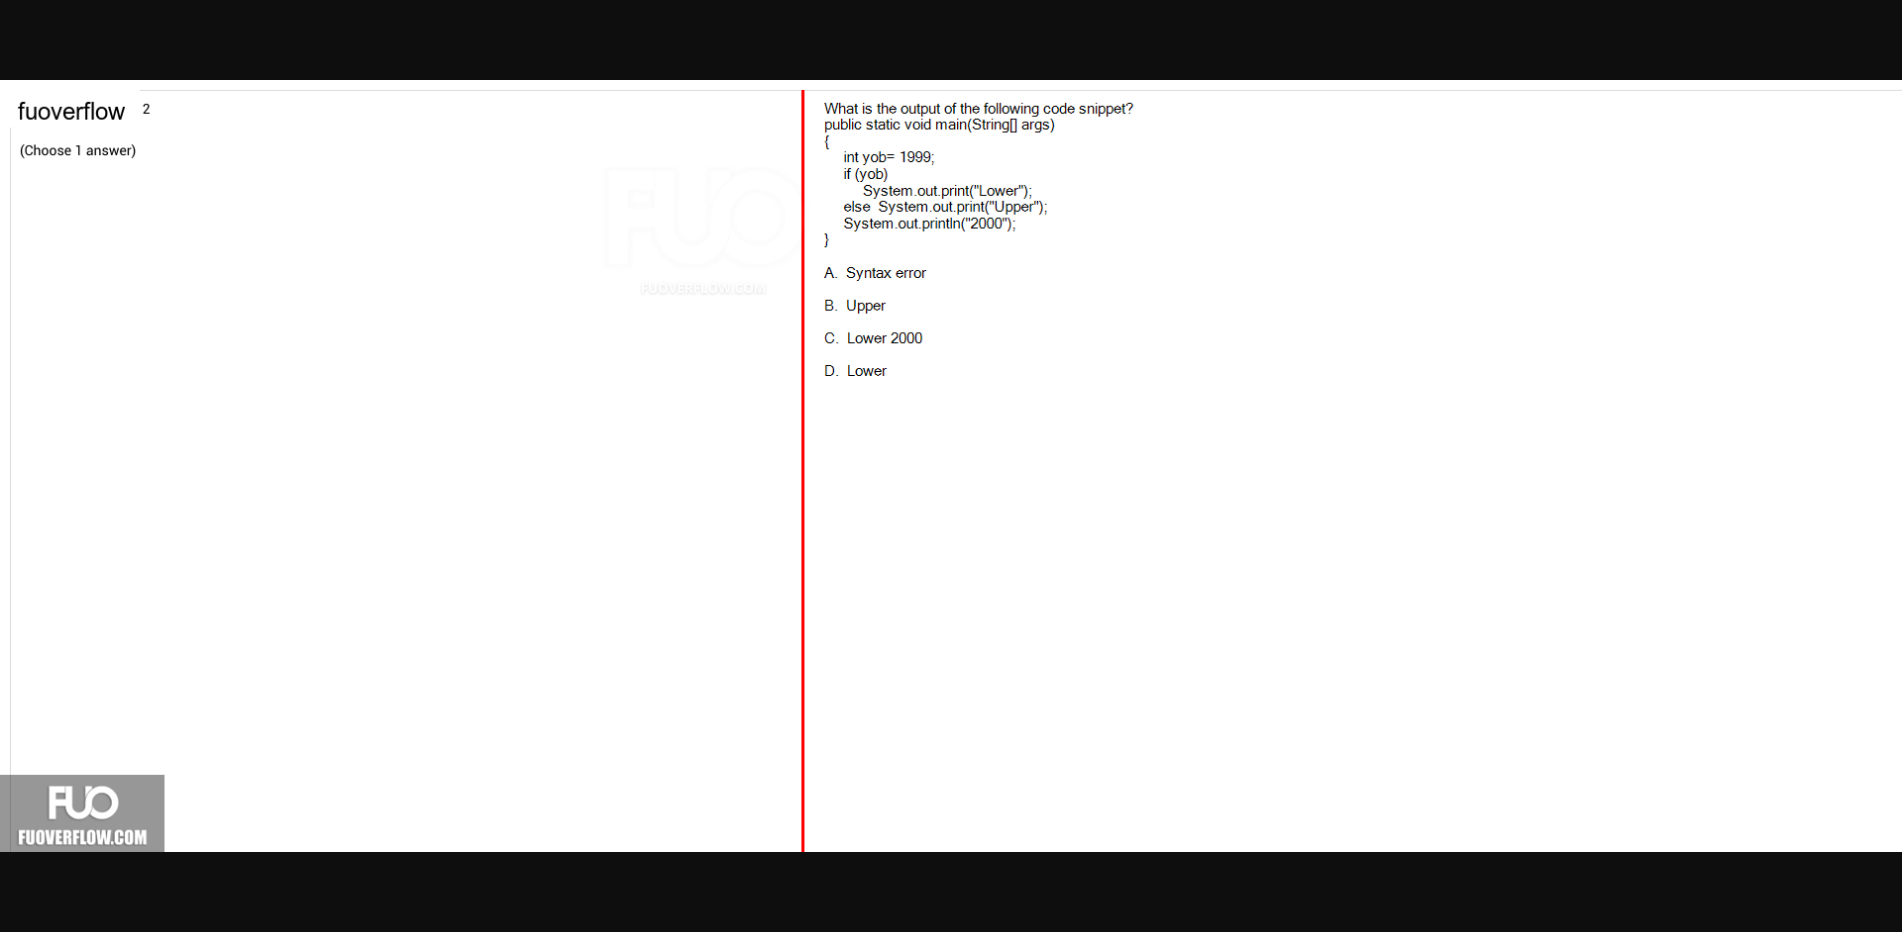 fuoverflow 2
(Choose 1 answer)
FUO
FUOVERFLOW.COM
What is the output of the following code snippet?
public static void main(String[] args)
{
int yob= 1999;
if (yob)
System.out.print("Lower");
else System.out.print("Upper");
System.out.println("2000");
}
A. Syntax error
B. Upper
C. Lower 2000
D. Lower
FUO
FUOVERFLOW.COM